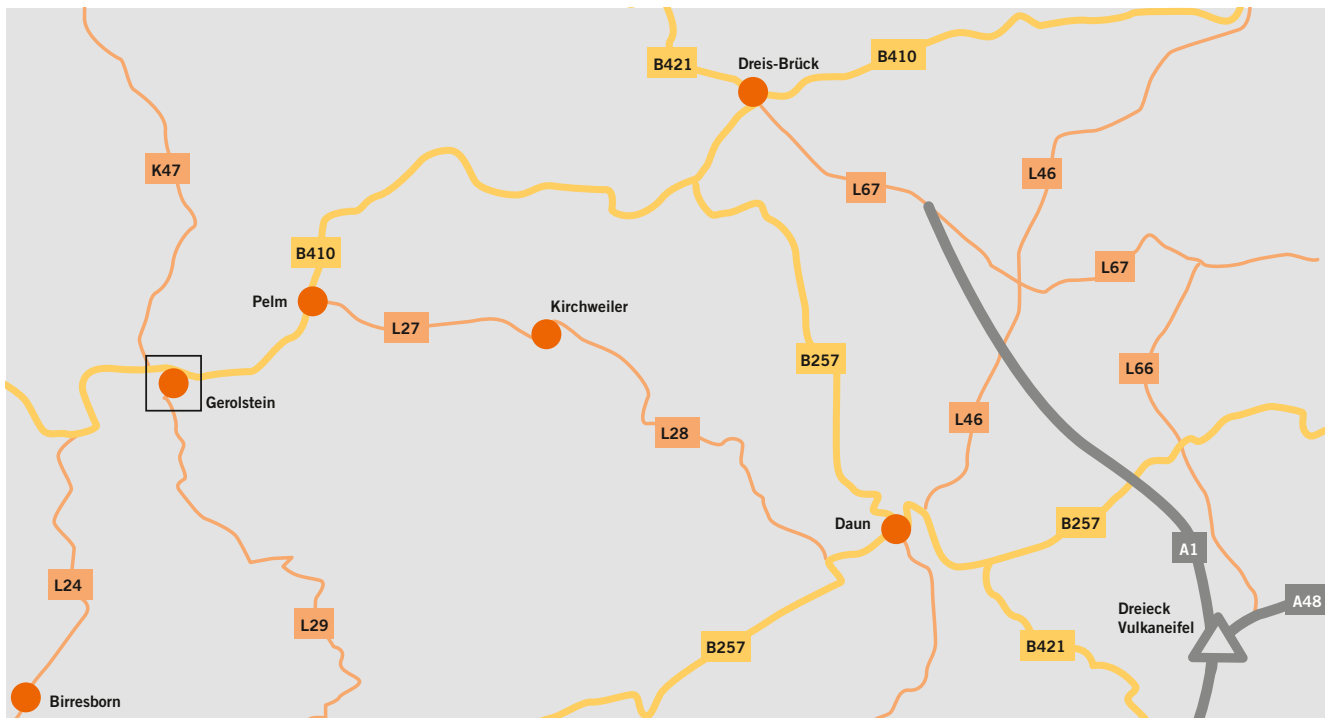 B421
Dreis-Brück
B410
K47
L46
L67
B410
L67
Pelm
Kirchweiler
L27
B257
L66
Gerolstein
L46
L28
Daun
B257
A1
L24
A48
Dreieck
Vulkaneifel
L29
B257
B421
Birresborn